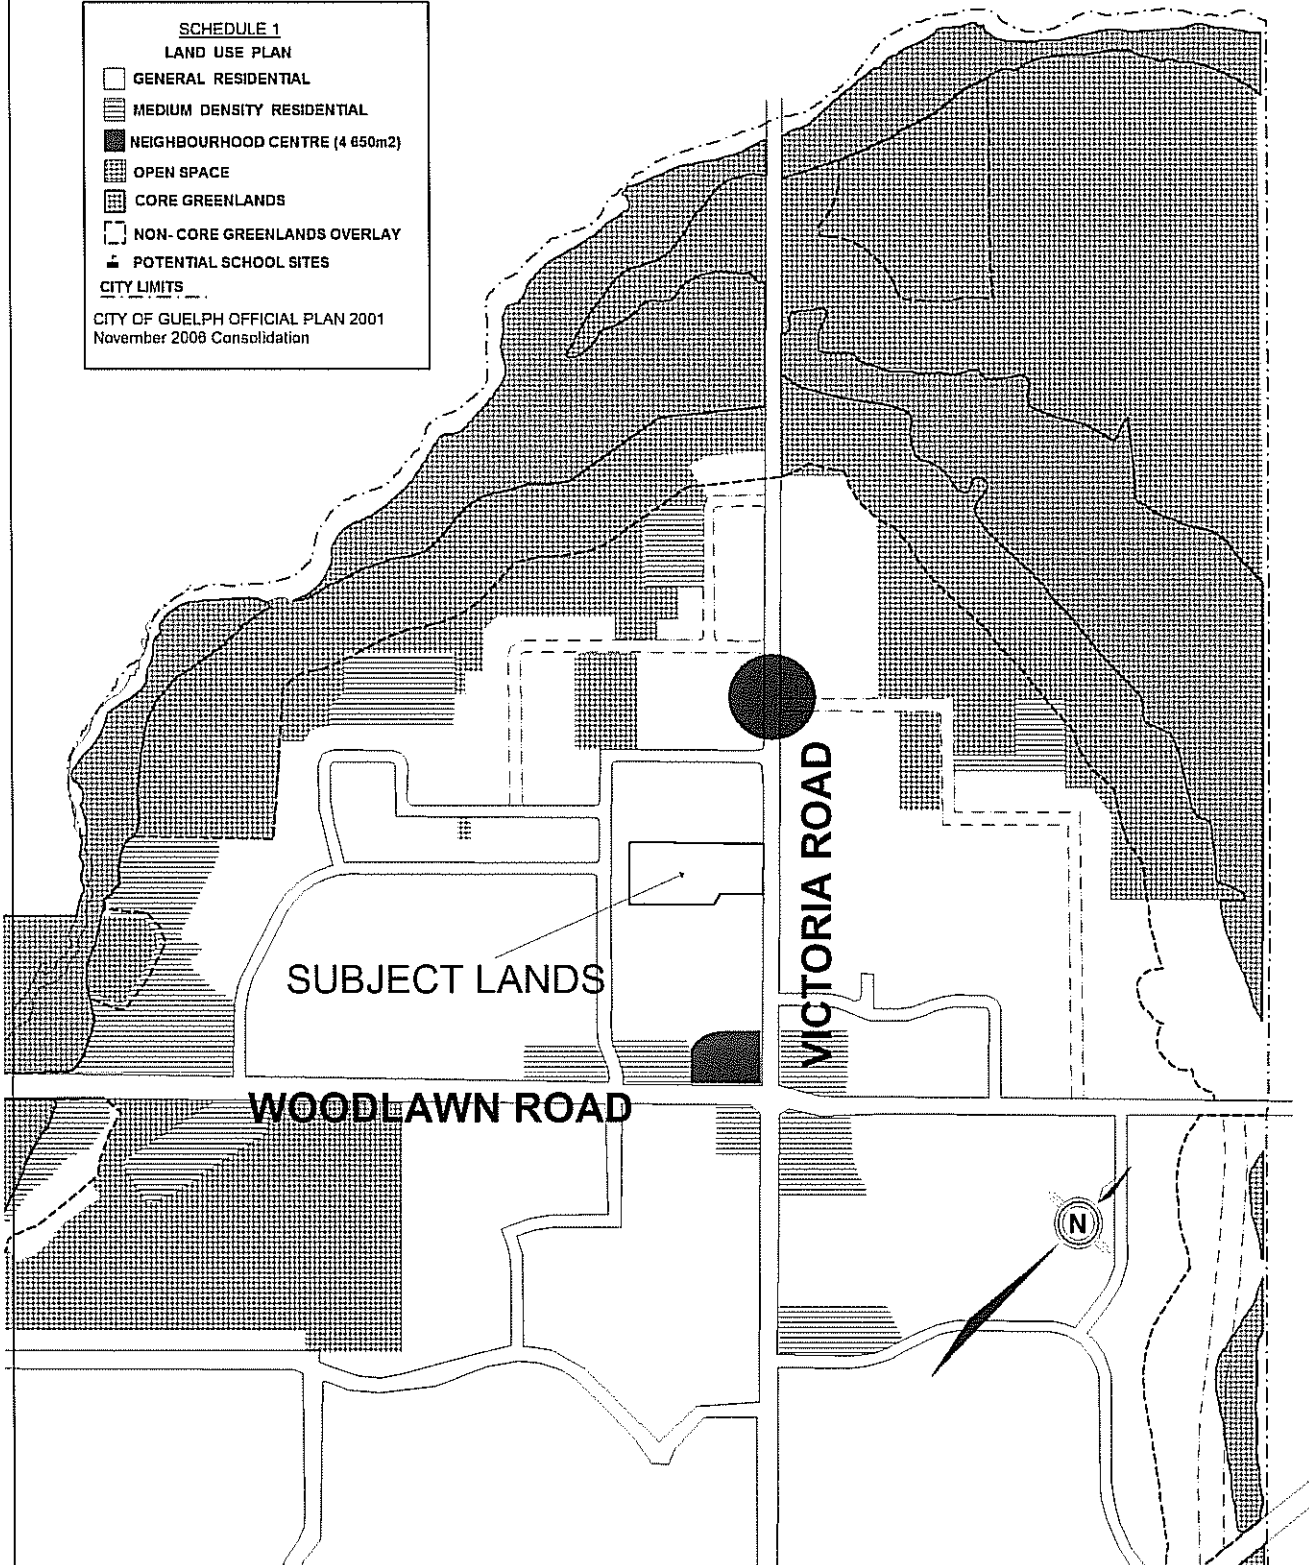 SCHEDULE 1
LAND USE PLAN
GENERAL RESIDENTIAL
MEDIUM DENSITY RESIDENTIAL
NEIGHBOURHOOD CENTRE (4 650m2)
OPEN SPACE
CORE GREENLANDS
NON-CORE GREENLANDS OVERLAY
POTENTIAL SCHOOL SITES
CITY LIMITS
CITY OF GUELPH OFFICIAL PLAN 2001
November 2006 Consolidation
VICTORIA ROAD
SUBJECT LANDS
WOODLAWN ROAD
N